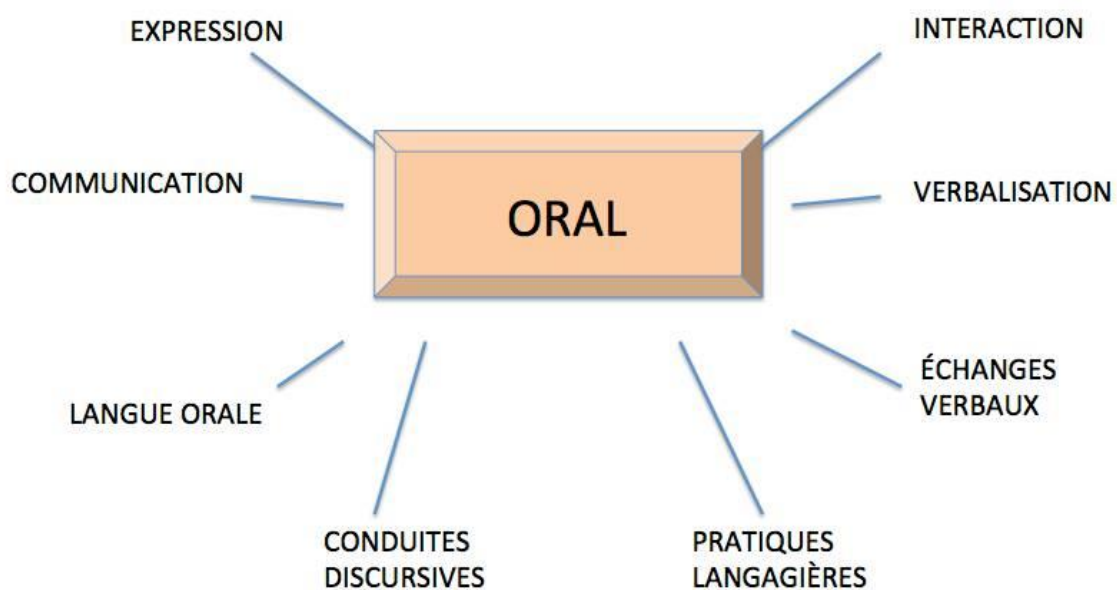 EXPRESSION
INTERACTION
COMMUNICATION
VERBALISATION
ORAL
LANGUE ORALE
ÉCHANGES
VERBAUX
CONDUITES
DISCURSIVES
PRATIQUES
LANGAGIÈRES